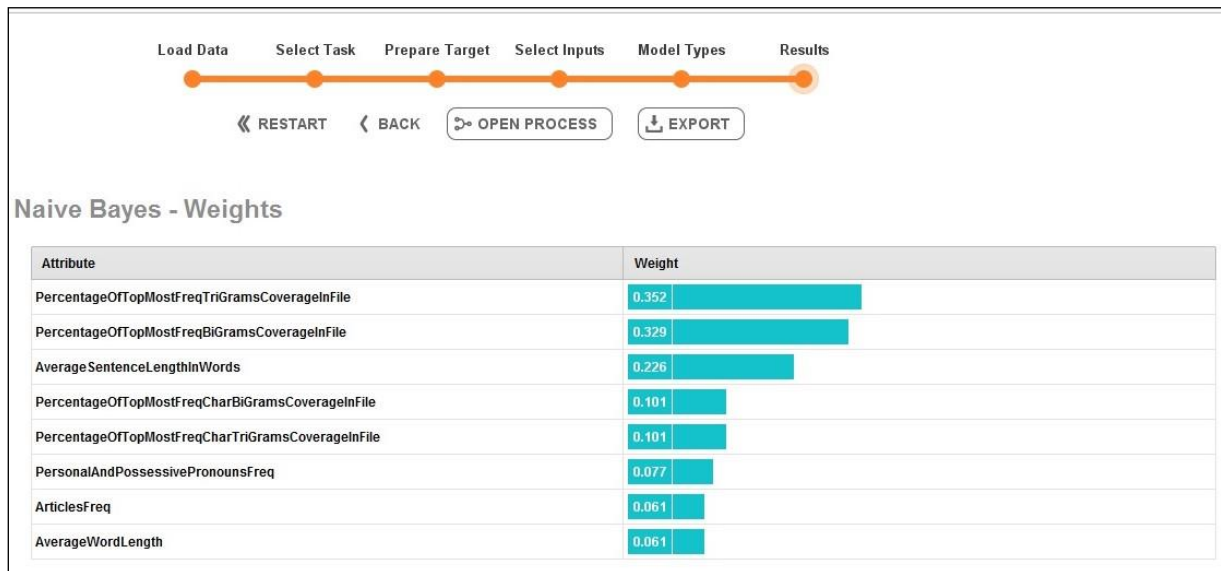 Load Data Select Task Prepare Target Select Inputs Model Types Results
RESTART BACK OPEN PROCESS EXPORT
Naive Bayes - Weights
Attribute Weight
PercentageOfTopMostFreqTriGramsCoverageInFile 0.352
PercentageOfTopMostFreqBiGramsCoverageInFile 0.329
AverageSentenceLengthInWords 0.226
PercentageOfTopMostFreqCharBiGramsCoverageInFile 0.101
PercentageOfTopMostFreqCharTriGramsCoverageInFile 0.101
PersonalAndPossessivePronounsFreq 0.077
ArticlesFreq 0.061
AverageWordLength 0.061